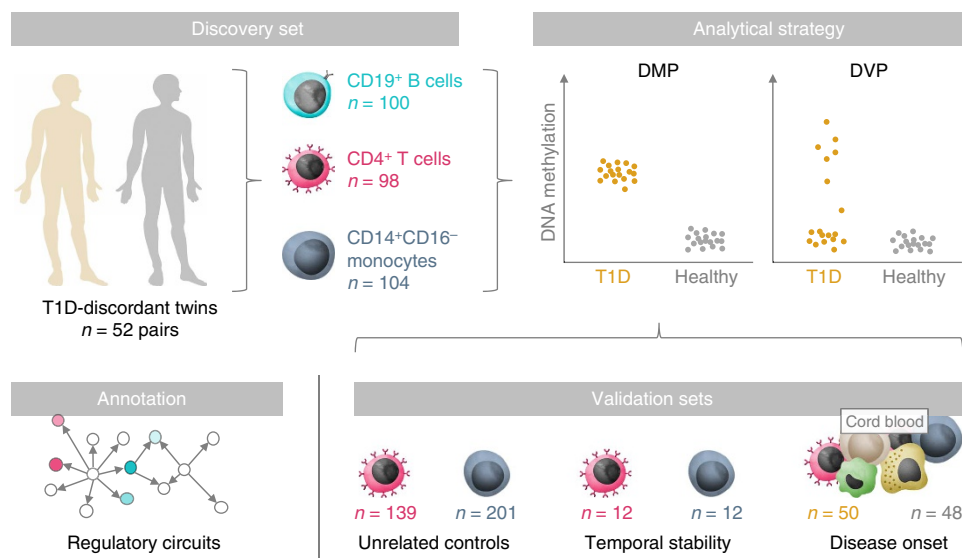 Discovery set
CD19⁺ B cells
n = 100
CD4⁺ T cells
n = 98
CD14⁺CD16⁻
monocytes
n = 104
T1D-discordant twins
n = 52 pairs
Analytical strategy
DMP
DVP
DNA methylation
T1D
Healthy
T1D
Healthy
Annotation
Regulatory circuits
Validation sets
Cord blood
n = 139
n = 201
n = 12
n = 12
n = 50
n = 48
Unrelated controls
Temporal stability
Disease onset